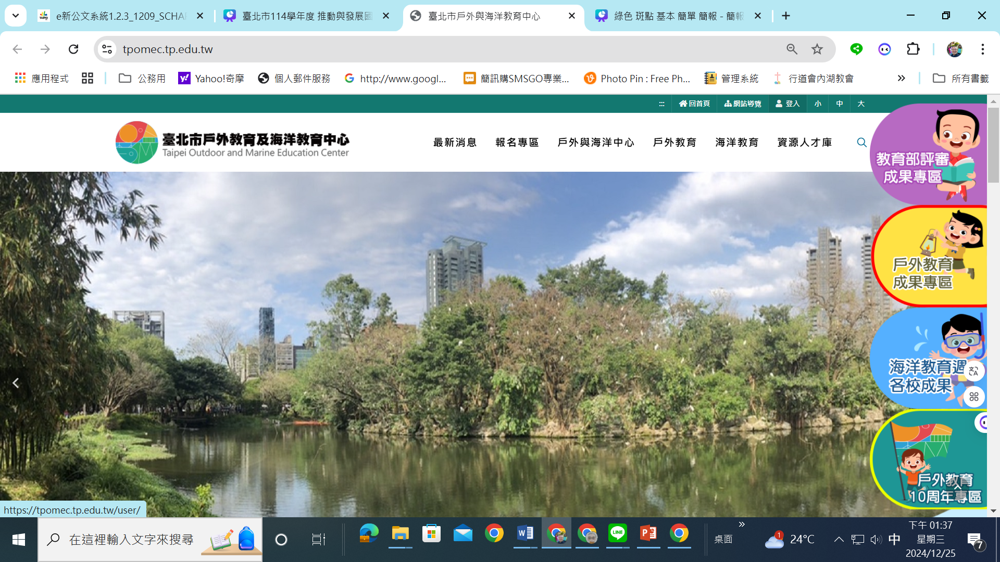 e新公文系統1.2.3_1209_SCHA
臺北市114學年度 推動與發展國
臺北市戶外與海洋教育中心
綠色 斑點 基本 簡單 簡報 - 簡報
tpomec.tp.edu.tw
應用程式
公務用
Yahoo!奇摩
個人郵件服務
http://www.googl...
簡訊購SMSGO專業...
Photo Pin : Free Ph...
管理系統
行道會內湖教會
所有書籤
:::
回首頁
網站導覽
登入
小
中
大
臺北市戶外教育及海洋教育中心
Taipei Outdoor and Marine Education Center
最新消息
報名專區
戶外與海洋中心
戶外教育
海洋教育
資源人才庫
教育部評審
成果專區
戶外教育
成果專區
海洋教育週
各校成果
戶外教育
10周年專區
https://tpomec.tp.edu.tw/user/
在這裡輸入文字來搜尋
桌面
1
24°C
中
下午 01:37
星期三
2024/12/25
7